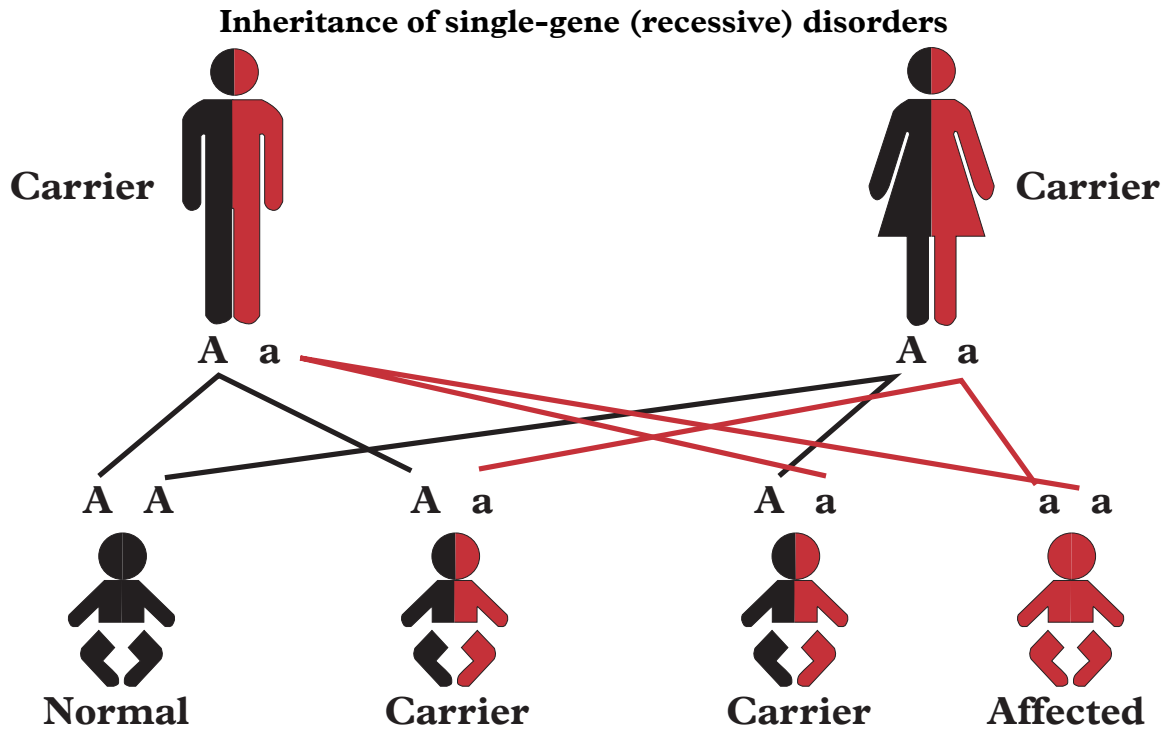 Inheritance of single-gene (recessive) disorders
Carrier
Carrier
A a
A a
A A
A a
A a
a a
Normal
Carrier
Carrier
Affected